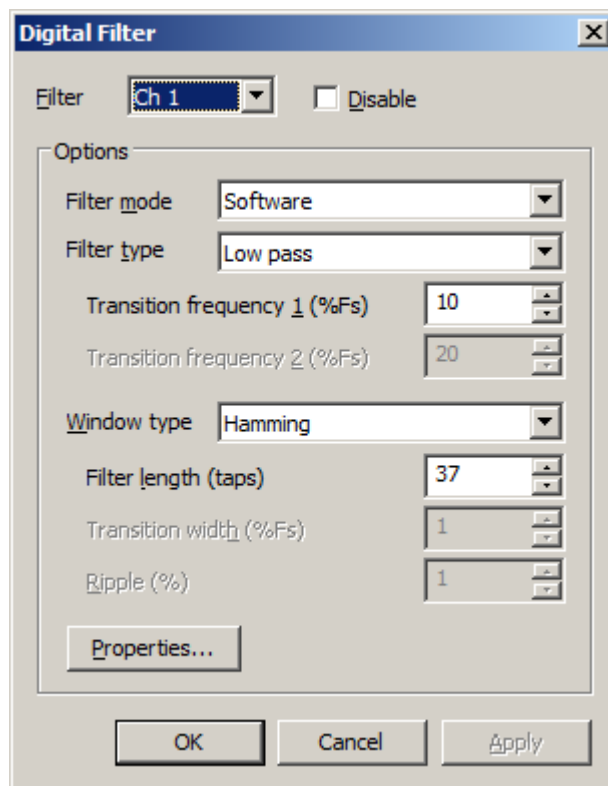 Digital Filter
Filter Ch 1 Disable
Options
Filter mode Software
Filter type Low pass
Transition frequency 1 (%Fs) 10
Transition frequency 2 (%Fs) 20
Window type Hamming
Filter length (taps) 37
Transition width (%Fs) 1
Ripple (%) 1
Properties...
OK Cancel Apply